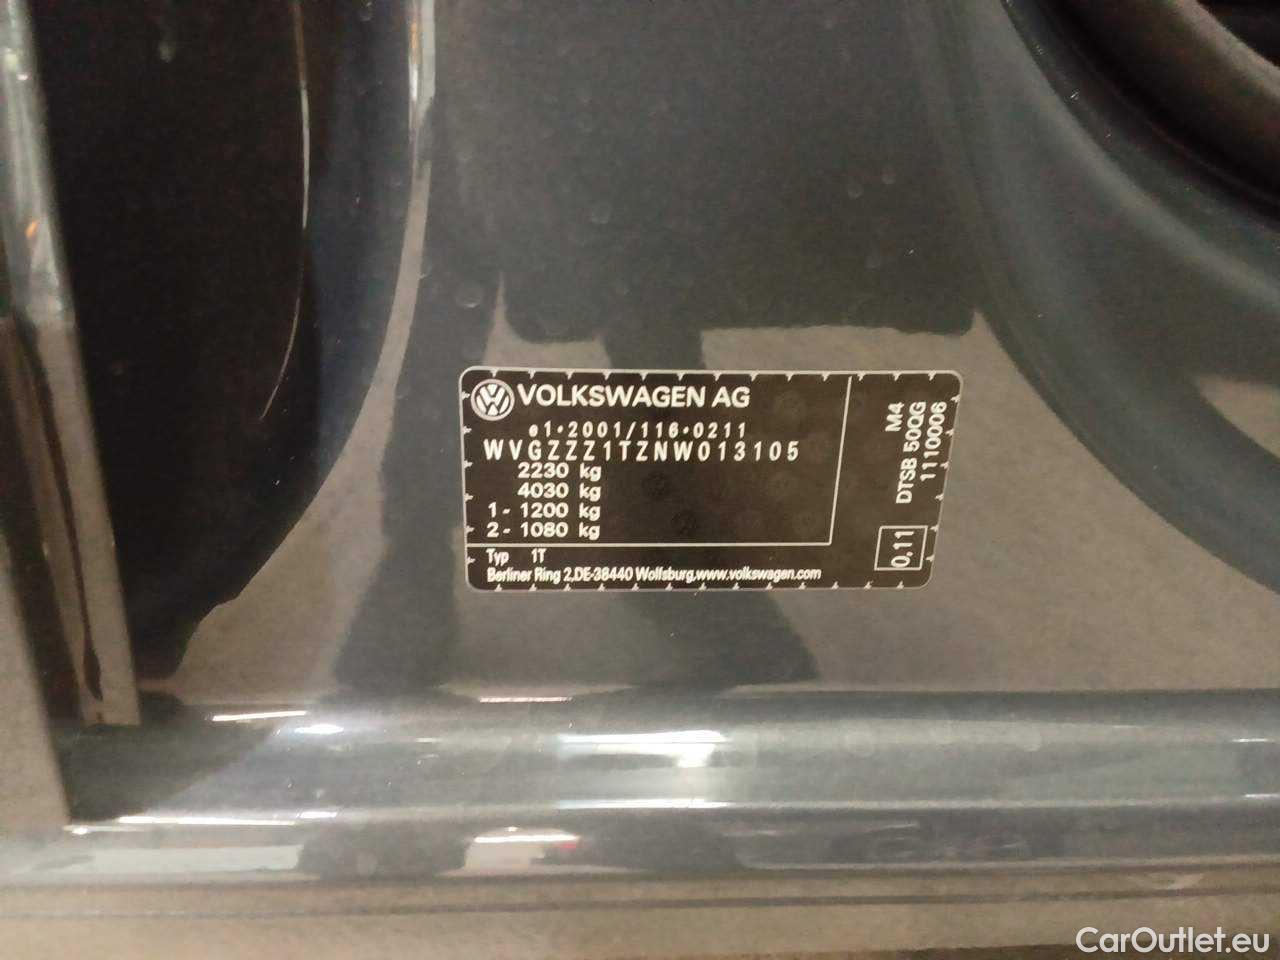 VOLKSWAGEN AG
e1*2001/116*0211
WVGZZZ1TZNW013105
2230 kg
4030 kg
1 - 1200 kg
2 - 1080 kg
Typ 1T
Berliner Ring 2,DE-38440 Wolfsburg,www.volkswagen.com
M4
DTSB 50QG
1110006
0,11
CarOutlet.eu